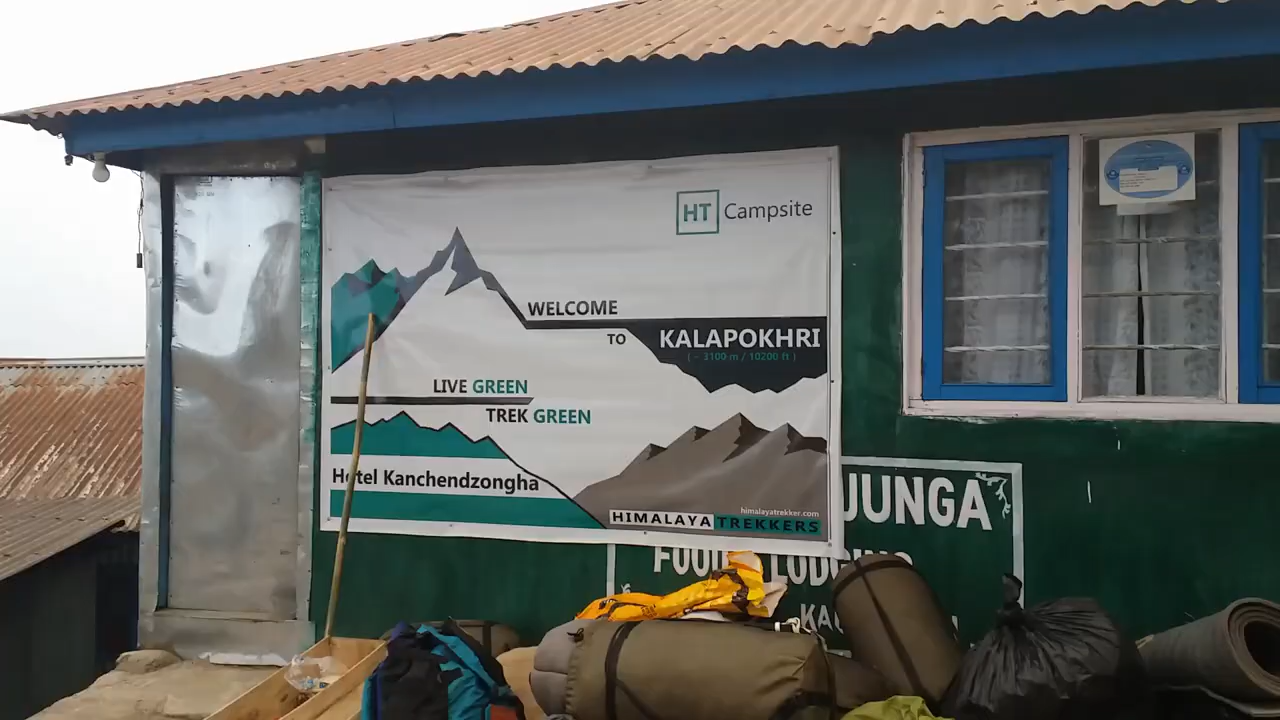 HT Campsite
WELCOME
TO KALAPOKHRI
( ~ 3100 m / 10200 ft )
LIVE GREEN
TREK GREEN
Hotel Kanchendzongha
himalayatrekker.com
HIMALAYA TREKKERS
JUNGA